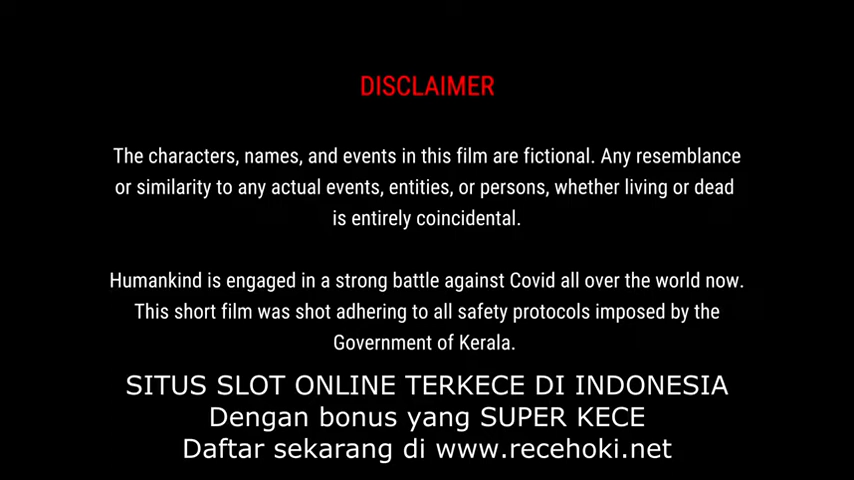 DISCLAIMER
The characters, names, and events in this film are fictional. Any resemblance
or similarity to any actual events, entities, or persons, whether living or dead
is entirely coincidental.
Humankind is engaged in a strong battle against Covid all over the world now.
This short film was shot adhering to all safety protocols imposed by the
Government of Kerala.
SITUS SLOT ONLINE TERKECE DI INDONESIA
Dengan bonus yang SUPER KECE
Daftar sekarang di www.recehoki.net